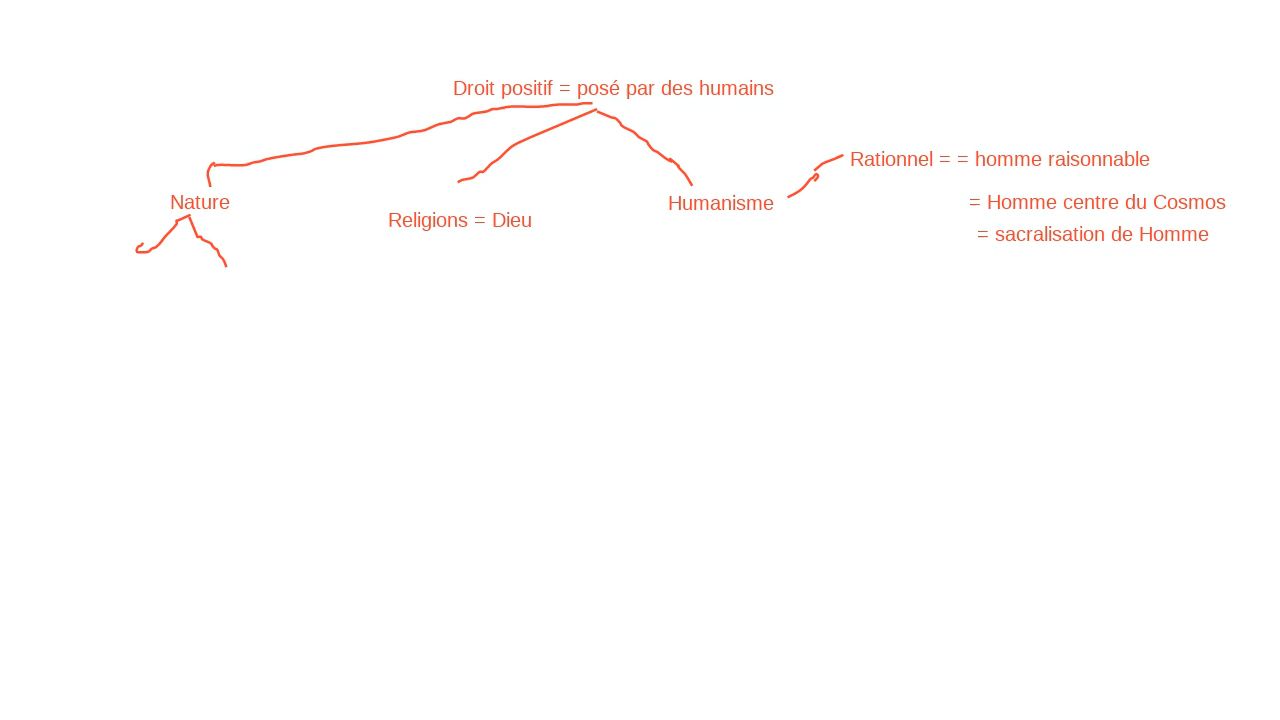 Droit positif = posé par des humains
Rationnel = = homme raisonnable
Nature
Religions = Dieu
Humanisme
= Homme centre du Cosmos
= sacralisation de Homme